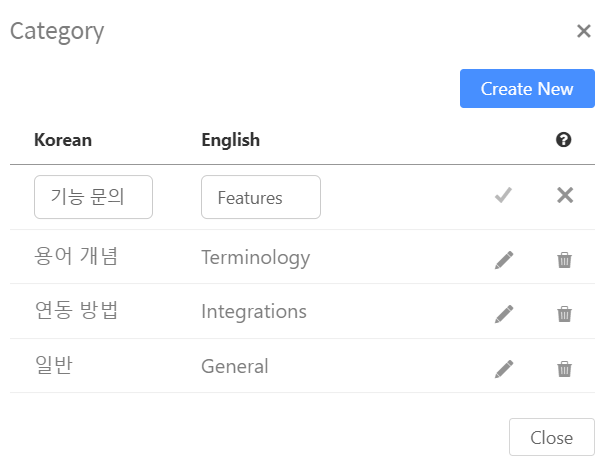 Category
Create New
Korean English
기능 문의 Features
용어 개념 Terminology
연동 방법 Integrations
일반 General
Close